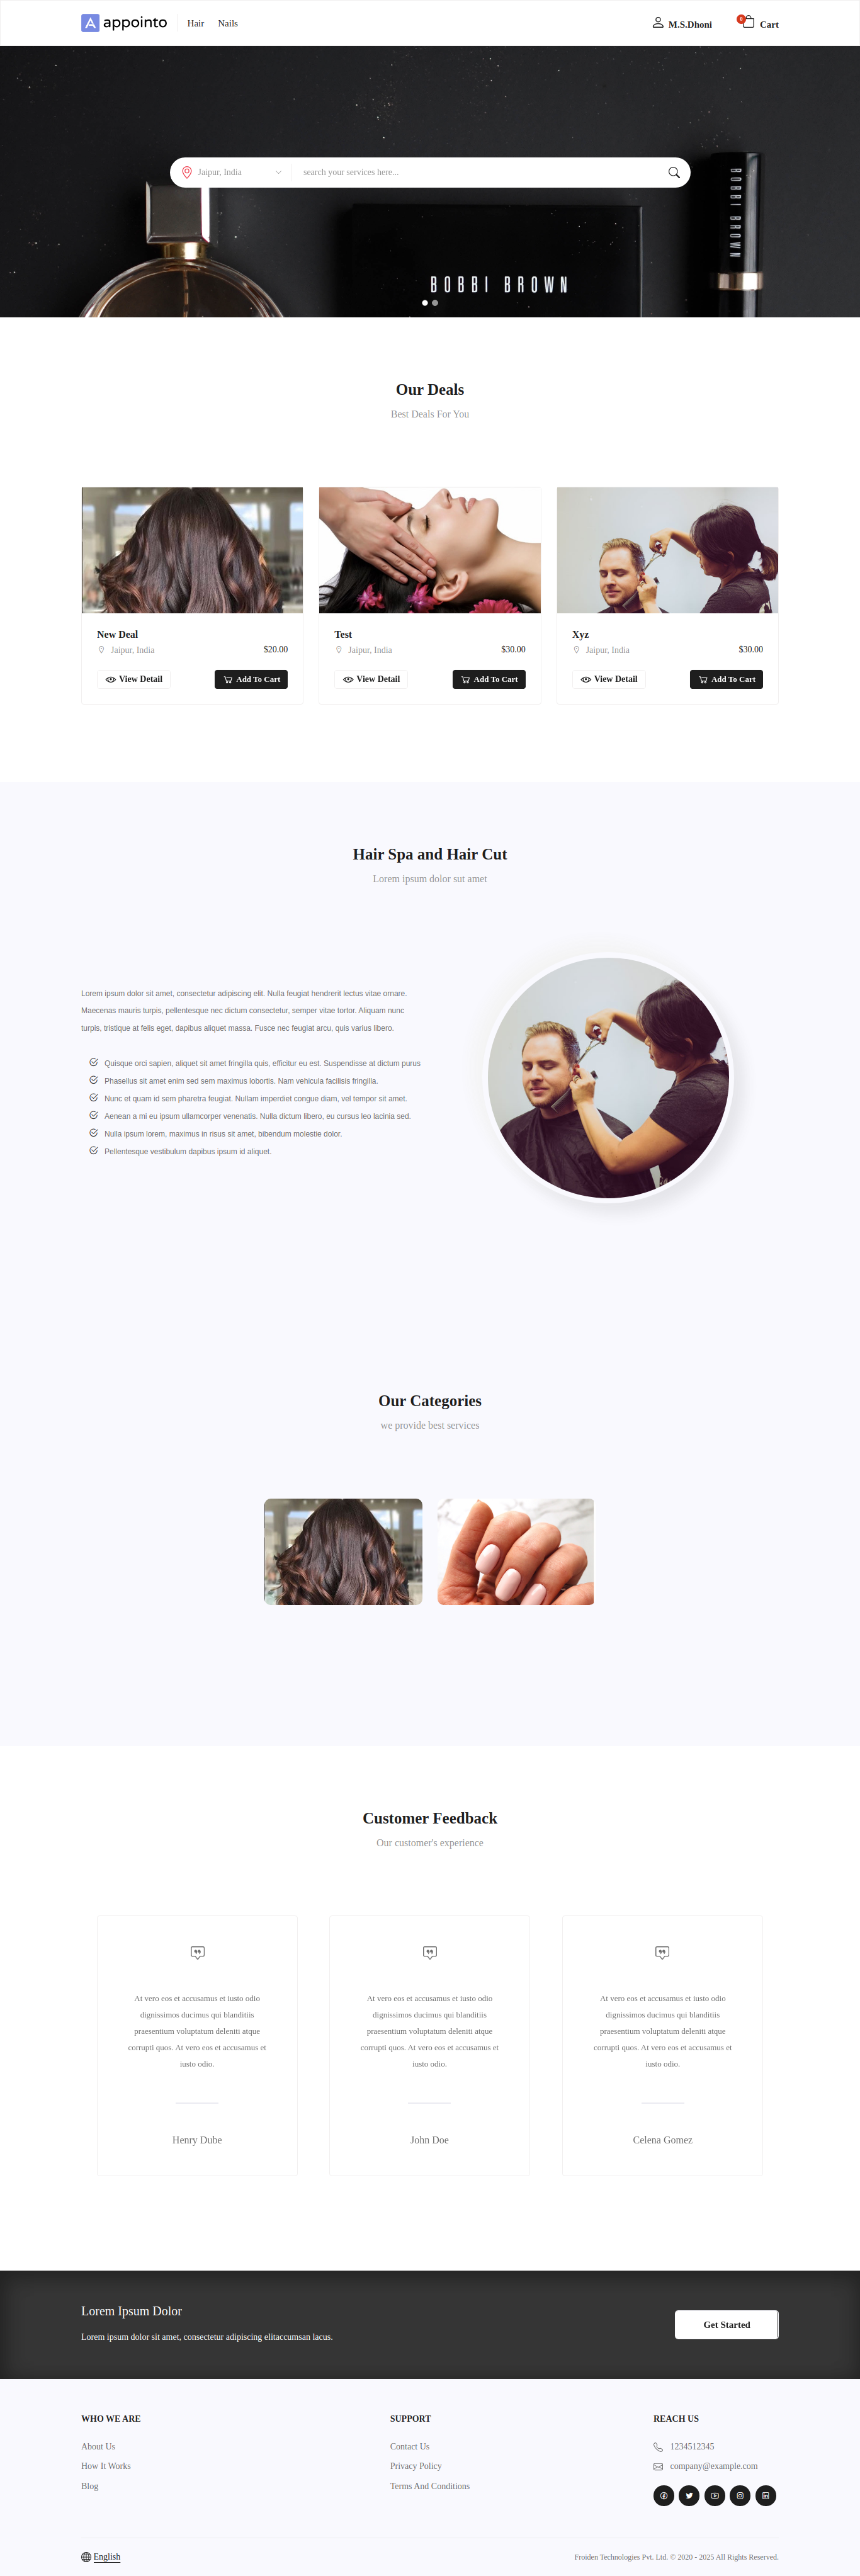 A appointo
Hair
Nails
M.S.Dhoni
0
Cart
Jaipur, India
search your services here...
BOBBI BROWN
BOBBI BROWN
Our Deals
Best Deals For You
New Deal
Jaipur, India
$20.00
View Detail
Add To Cart
Test
Jaipur, India
$30.00
View Detail
Add To Cart
Xyz
Jaipur, India
$30.00
View Detail
Add To Cart
Hair Spa and Hair Cut
Lorem ipsum dolor sut amet
Lorem ipsum dolor sit amet, consectetur adipiscing elit. Nulla feugiat hendrerit lectus vitae ornare.
Maecenas mauris turpis, pellentesque nec dictum consectetur, semper vitae tortor. Aliquam nunc
turpis, tristique at felis eget, dapibus aliquet massa. Fusce nec feugiat arcu, quis varius libero.
Quisque orci sapien, aliquet sit amet fringilla quis, efficitur eu est. Suspendisse at dictum purus
Phasellus sit amet enim sed sem maximus lobortis. Nam vehicula facilisis fringilla.
Nunc et quam id sem pharetra feugiat. Nullam imperdiet congue diam, vel tempor sit amet.
Aenean a mi eu ipsum ullamcorper venenatis. Nulla dictum libero, eu cursus leo lacinia sed.
Nulla ipsum lorem, maximus in risus sit amet, bibendum molestie dolor.
Pellentesque vestibulum dapibus ipsum id aliquet.
Our Categories
we provide best services
Customer Feedback
Our customer's experience
At vero eos et accusamus et iusto odio
dignissimos ducimus qui blanditiis
praesentium voluptatum deleniti atque
corrupti quos. At vero eos et accusamus et
iusto odio.
Henry Dube
At vero eos et accusamus et iusto odio
dignissimos ducimus qui blanditiis
praesentium voluptatum deleniti atque
corrupti quos. At vero eos et accusamus et
iusto odio.
John Doe
At vero eos et accusamus et iusto odio
dignissimos ducimus qui blanditiis
praesentium voluptatum deleniti atque
corrupti quos. At vero eos et accusamus et
iusto odio.
Celena Gomez
Lorem Ipsum Dolor
Lorem ipsum dolor sit amet, consectetur adipiscing elitaccumsan lacus.
Get Started
WHO WE ARE
About Us
How It Works
Blog
SUPPORT
Contact Us
Privacy Policy
Terms And Conditions
REACH US
1234512345
company@example.com
English
Froiden Technologies Pvt. Ltd. © 2020 - 2025 All Rights Reserved.